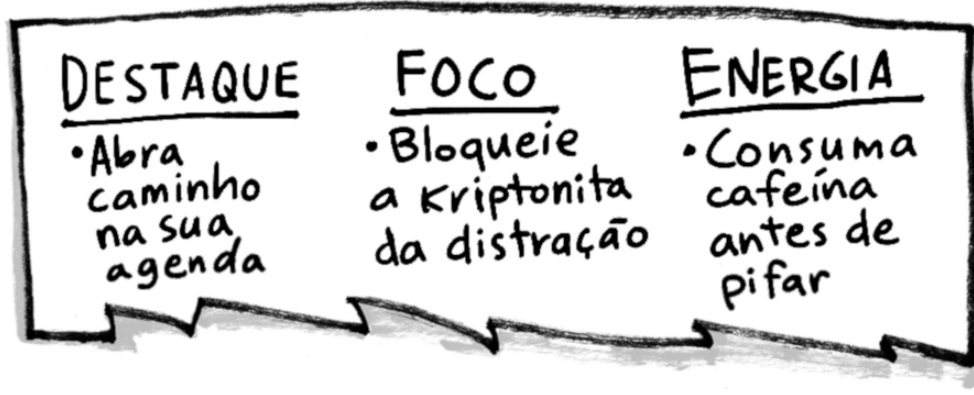 DESTAQUE
• Abra
caminho
na sua
agenda
FOCO
• Bloqueie
a Kriptonita
da distração
ENERGIA
• Consuma
cafeína
antes de
pifar